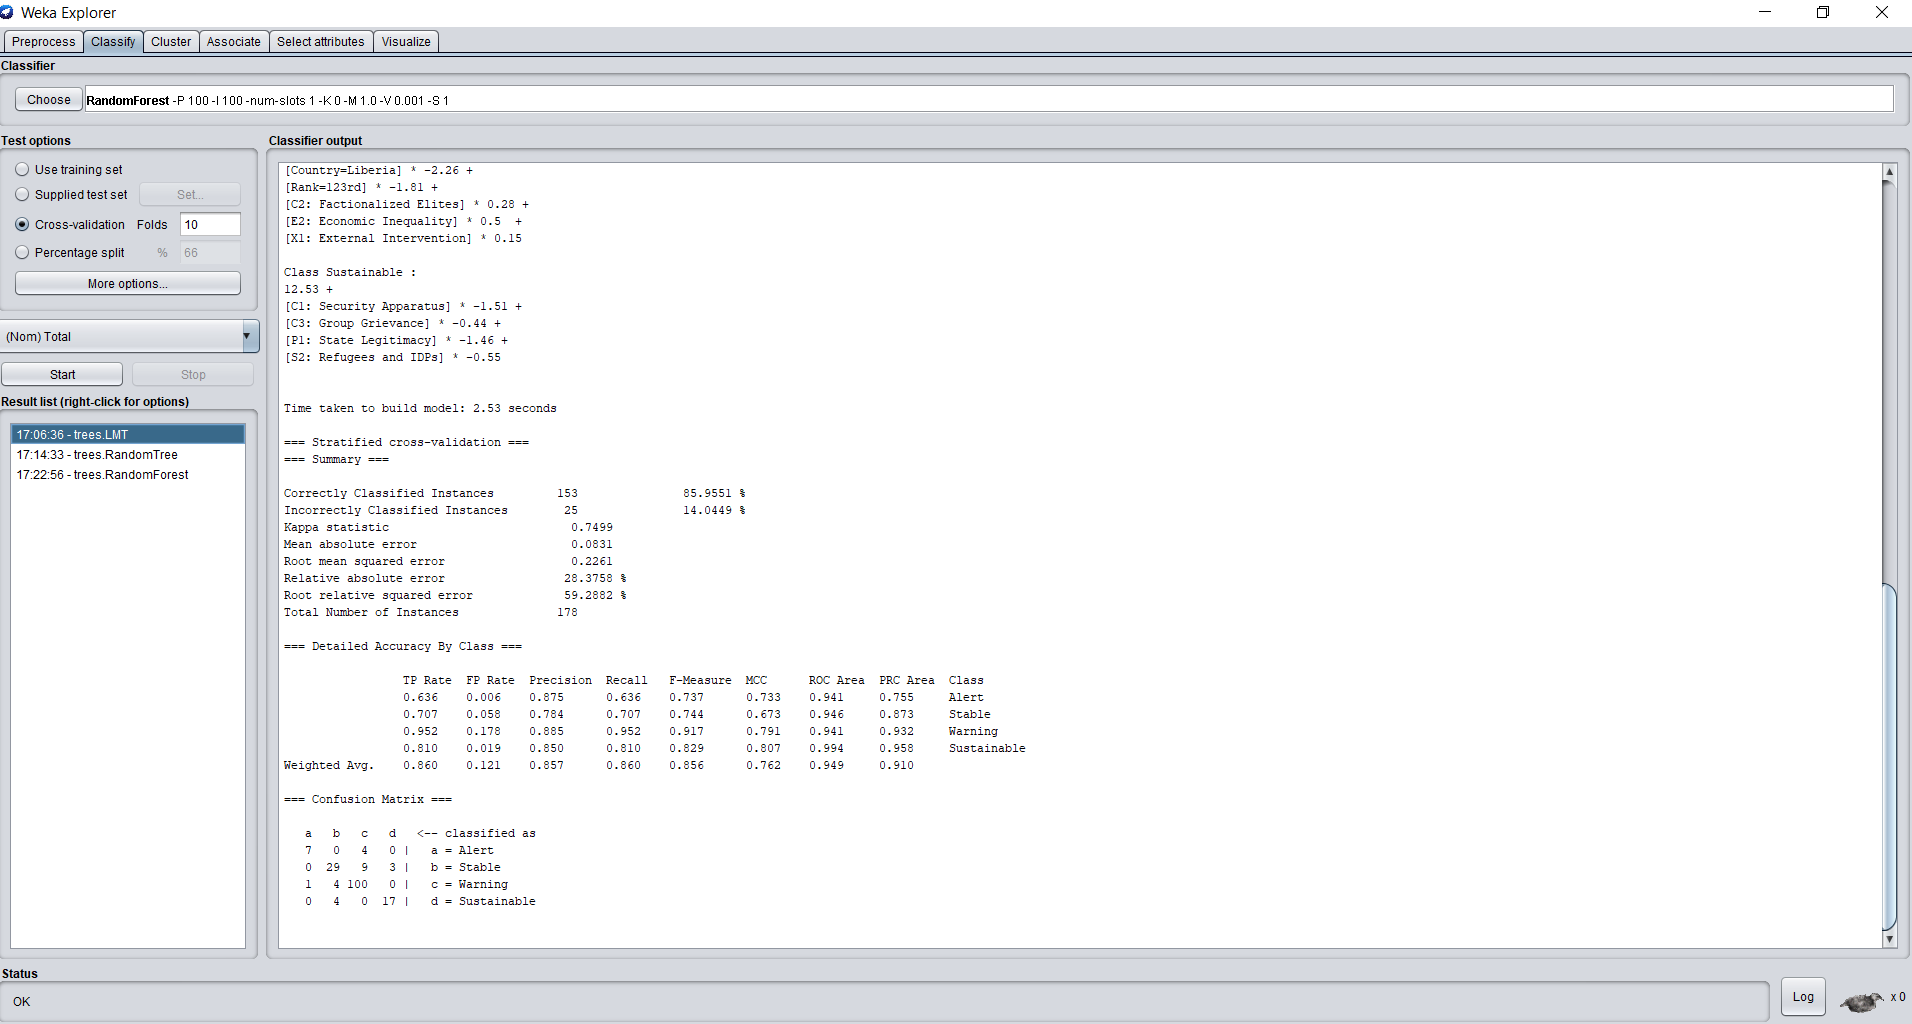 Weka Explorer
Preprocess Classify Cluster Associate Select attributes Visualize
Classifier
Choose RandomForest -P 100 -I 100 -num-slots 1 -K 0 -M 1.0 -V 0.001 -S 1
Test options
Use training set
Supplied test set Set...
Cross-validation Folds 10
Percentage split % 66
More options...
(Nom) Total
Start Stop
Result list (right-click for options)
17:06:36 - trees.LMT
17:14:33 - trees.RandomTree
17:22:56 - trees.RandomForest
Classifier output
[Country=Liberia] * -2.26 +
[Rank=123rd] * -1.81 +
[C2: Factionalized Elites] * 0.28 +
[E2: Economic Inequality] * 0.5  +
[X1: External Intervention] * 0.15
Class Sustainable :
12.53 +
[C1: Security Apparatus] * -1.51 +
[C3: Group Grievance] * -0.44 +
[P1: State Legitimacy] * -1.46 +
[S2: Refugees and IDPs] * -0.55
Time taken to build model: 2.53 seconds
=== Stratified cross-validation ===
=== Summary ===
Correctly Classified Instances 153 85.9551 %
Incorrectly Classified Instances 25 14.0449 %
Kappa statistic 0.7499
Mean absolute error 0.0831
Root mean squared error 0.2261
Relative absolute error 28.3758 %
Root relative squared error 59.2882 %
Total Number of Instances 178
=== Detailed Accuracy By Class ===
TP Rate FP Rate Precision Recall F-Measure MCC ROC Area PRC Area Class
0.636 0.006 0.875 0.636 0.737 0.733 0.941 0.755 Alert
0.707 0.058 0.784 0.707 0.744 0.673 0.946 0.873 Stable
0.952 0.178 0.885 0.952 0.917 0.791 0.941 0.932 Warning
0.810 0.019 0.850 0.810 0.829 0.807 0.994 0.958 Sustainable
Weighted Avg. 0.860 0.121 0.857 0.860 0.856 0.762 0.949 0.910
=== Confusion Matrix ===
a b c d <-- classified as
7 0 4 0 | a = Alert
0 29 9 3 | b = Stable
1 4 100 0 | c = Warning
0 4 0 17 | d = Sustainable
Status
OK
Log x 0